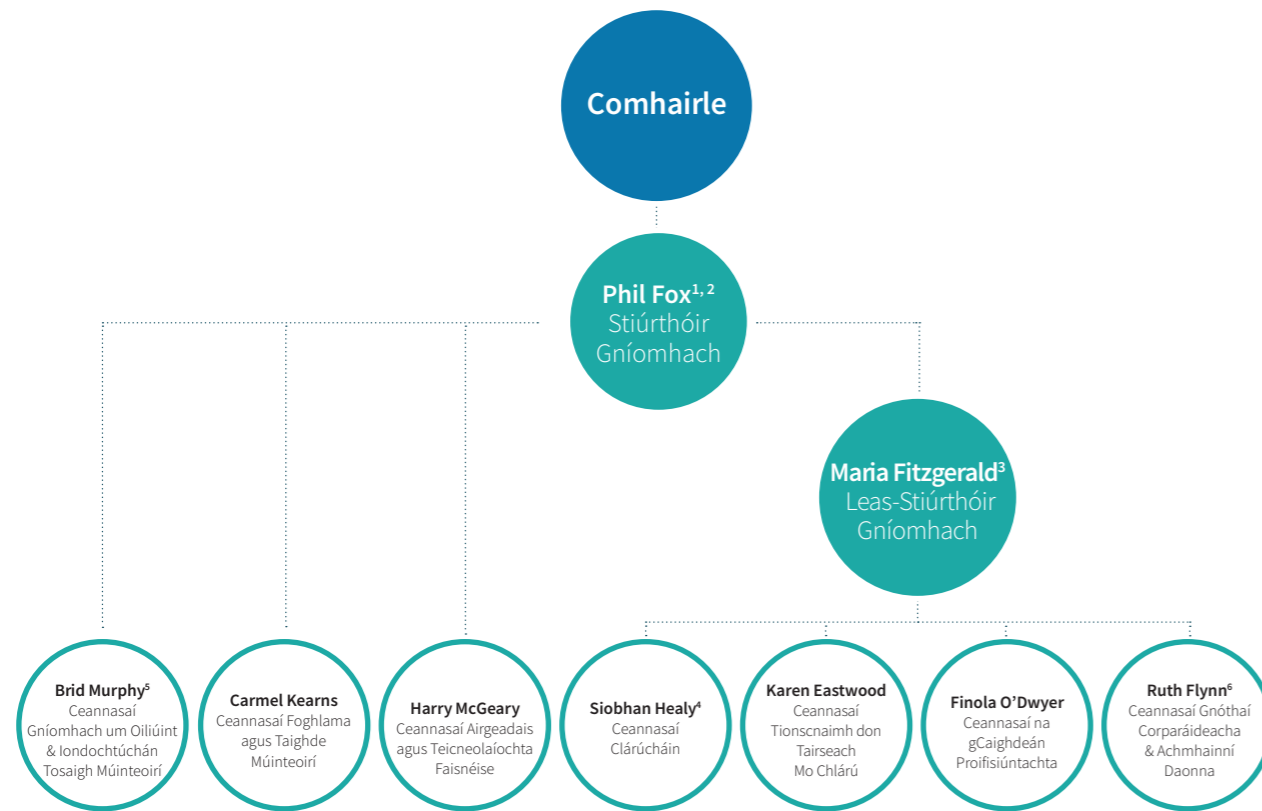 Comhairle
Phil Fox1, 2
Stiúrthóir
Gníomhach
Maria Fitzgerald3
Leas-Stiúrthóir
Gníomhach
Brid Murphy5
Ceannasaí
Gníomhach um Oiliúint
& Iondochtúchán
Tosaigh Múinteoirí
Carmel Kearns
Ceannasaí Foghlama
agus Taighde
Múinteoirí
Harry McGeary
Ceannasaí Airgeadais
agus Teicneolaíochta
Faisnéise
Siobhan Healy4
Ceannasaí
Clárúcháin
Karen Eastwood
Ceannasaí
Tionscnaimh don
Tairseach
Mo Chlárú
Finola O’Dwyer
Ceannasaí na
gCaighdeán
Proifisiúntachta
Ruth Flynn6
Ceannasaí Gnóthaí
Corparáideacha
& Achmhainní
Daonna